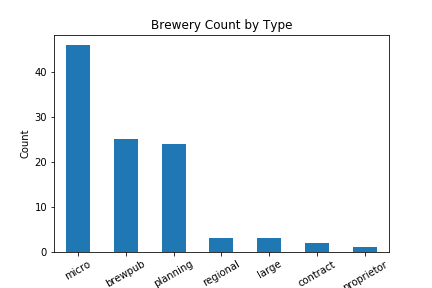 Brewery Count by Type
Count
40
30
20
10
0
micro
brewpub
planning
regional
large
contract
proprietor